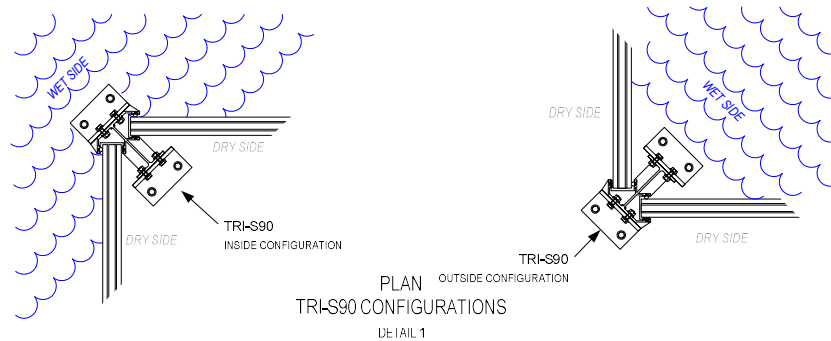 WET SIDE
DRY SIDE
DRY SIDE
TRI-S90
INSIDE CONFIGURATION
WET SIDE
DRY SIDE
DRY SIDE
TRI-S90
OUTSIDE CONFIGURATION
PLAN
TRI-S90 CONFIGURATIONS
DETAIL 1